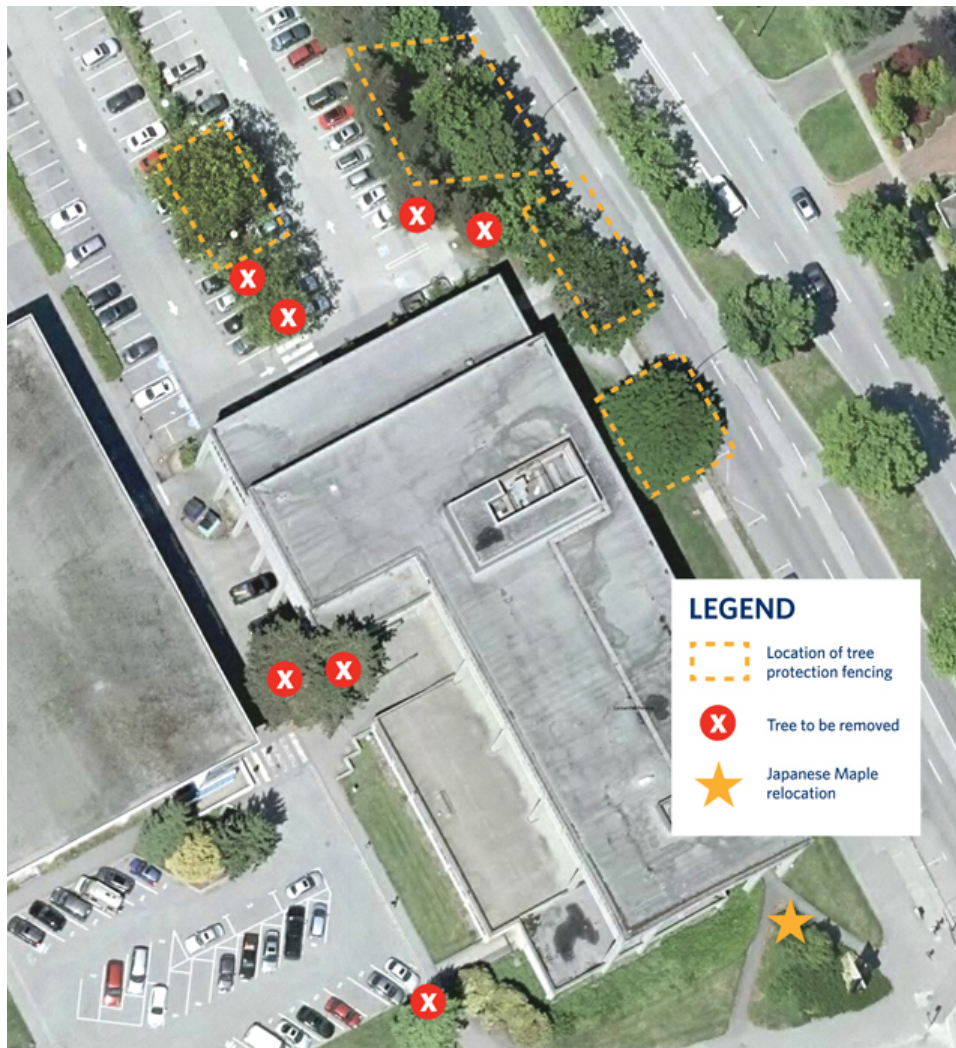 X
X
X
X
X
X
X
LEGEND
Location of tree
protection fencing
X
Tree to be removed
Japanese Maple
relocation